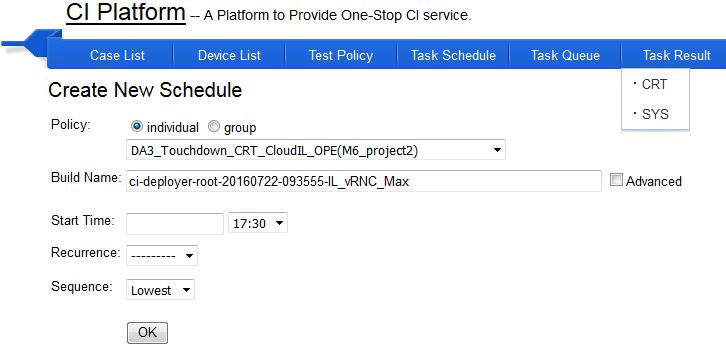 CI Platform -- A Platform to Provide One-Stop CI service.
Case List Device List Test Policy Task Schedule Task Queue Task Result
· CRT
· SYS
Create New Schedule
Policy: individual group
DA3_Touchdown_CRT_CloudIL_OPE(M6_project2)
Build Name: ci-deployer-root-20160722-093555-IL_vRNC_Max Advanced
Start Time: 17:30
Recurrence: ---------
Sequence: Lowest
OK